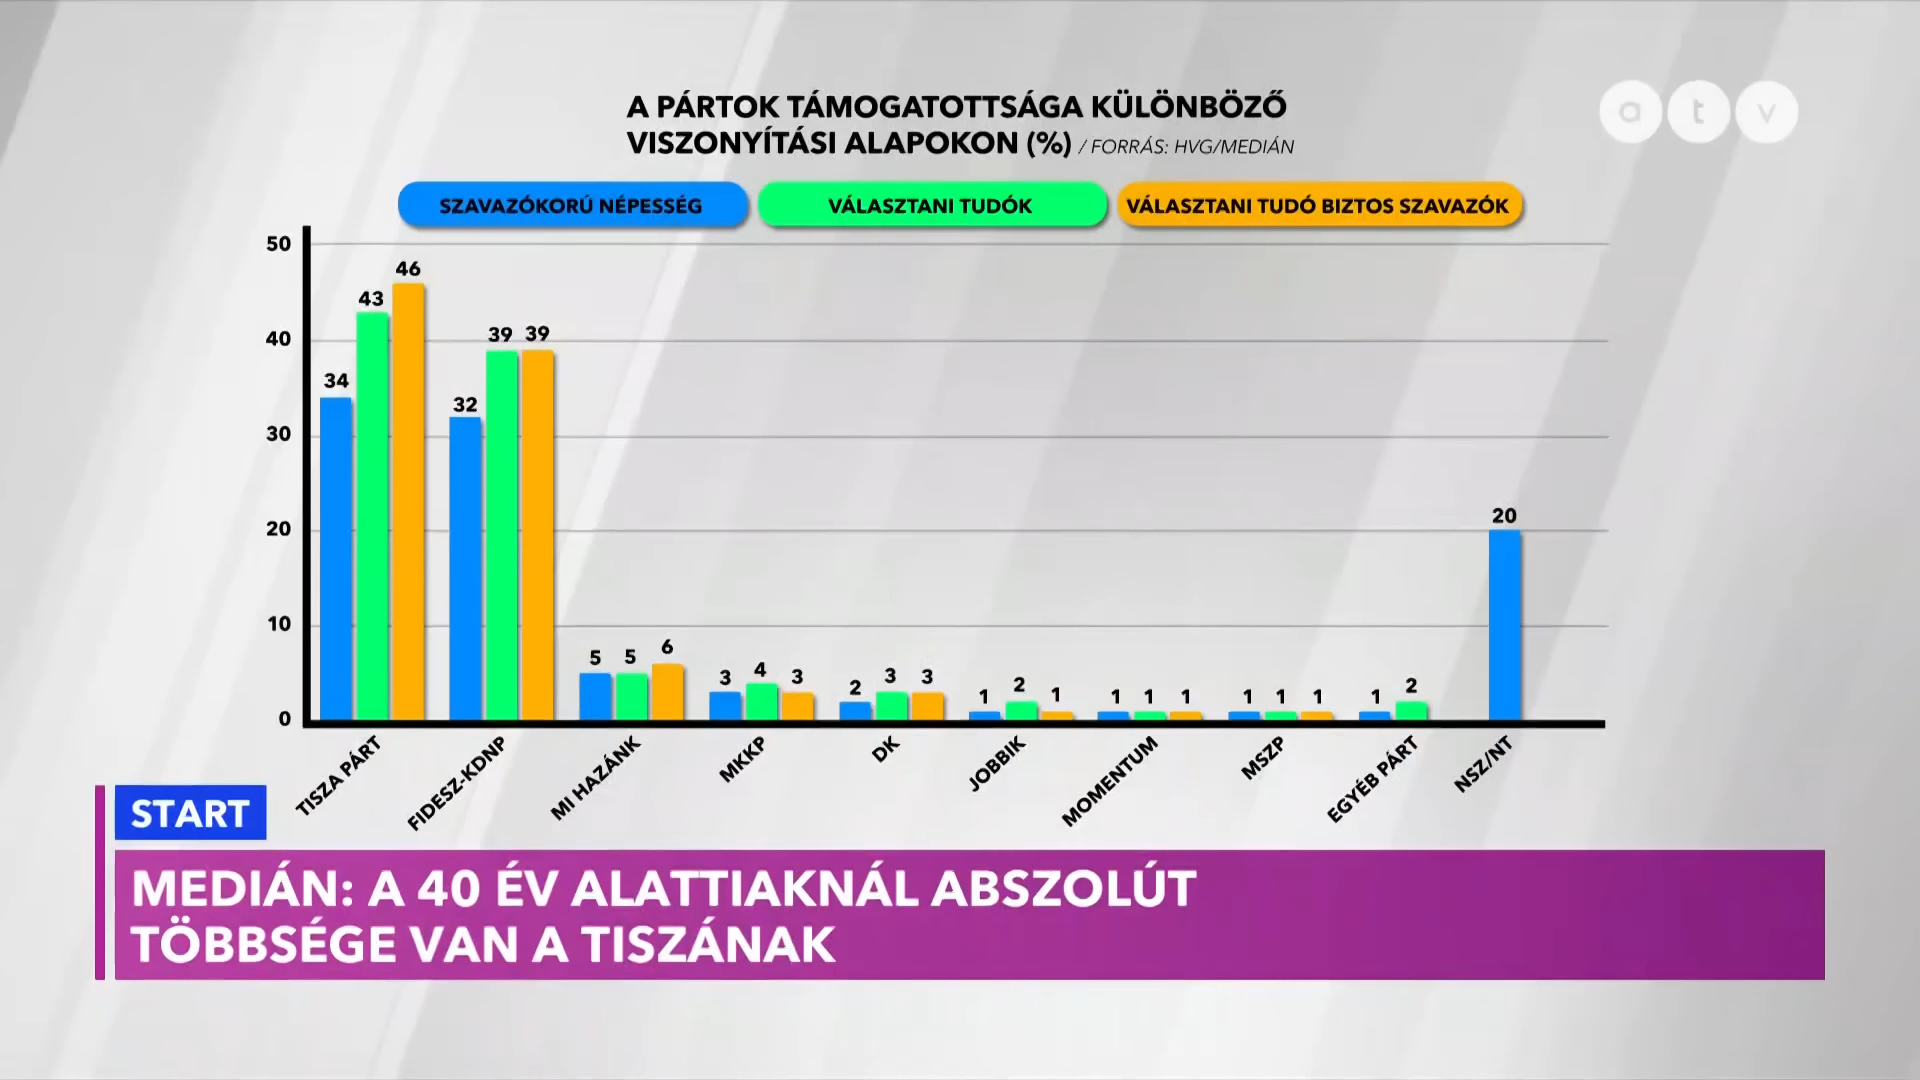 A PÁRTOK TÁMOGATOTTSÁGA KÜLÖNBÖZŐ
VISZONYÍTÁSI ALAPOKON (%) / FORRÁS: HVG/MEDIÁN
a t v
SZAVAZÓKORÚ NÉPESSÉG VÁLASZTANI TUDÓK VÁLASZTANI TUDÓ BIZTOS SZAVAZÓK
50
40
30
20
10
0
34 43 46
32 39 39
5 5 6
3 4 3
2 3 3
1 2 1
1 1 1
1 1 1
1 2
20
TISZA PÁRT
FIDESZ-KDNP
MI HAZÁNK
MKKP
DK
JOBBIK
MOMENTUM
MSZP
EGYÉB PÁRT
NSZ/NT
START
MEDIÁN: A 40 ÉV ALATTIAKNÁL ABSZOLÚT
TÖBBSÉGE VAN A TISZÁNAK